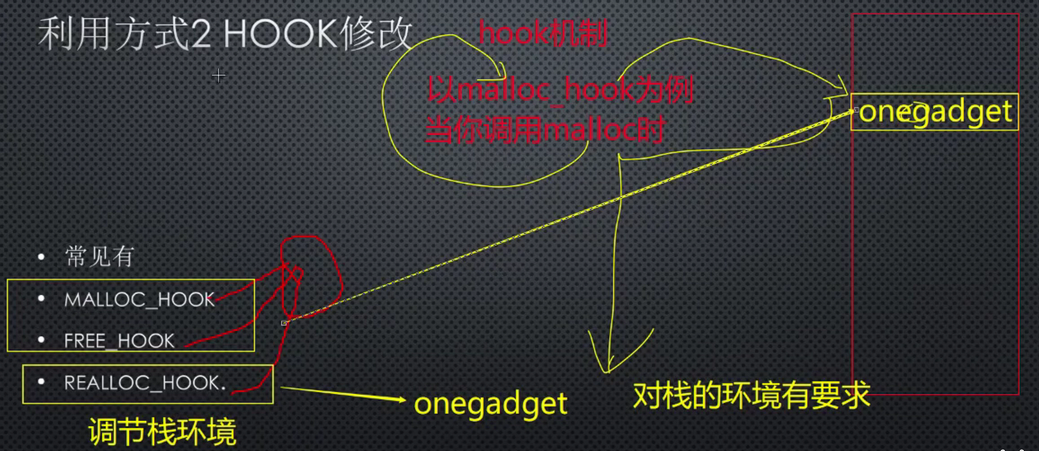 利用方式2 HOOK修改
hook机制
以malloc_hook为例
当你调用malloc时
onegadget
• 常见有
• MALLOC_HOOK
• FREE_HOOK
• REALLOC_HOOK.
onegadget
对栈的环境有要求
调节栈环境